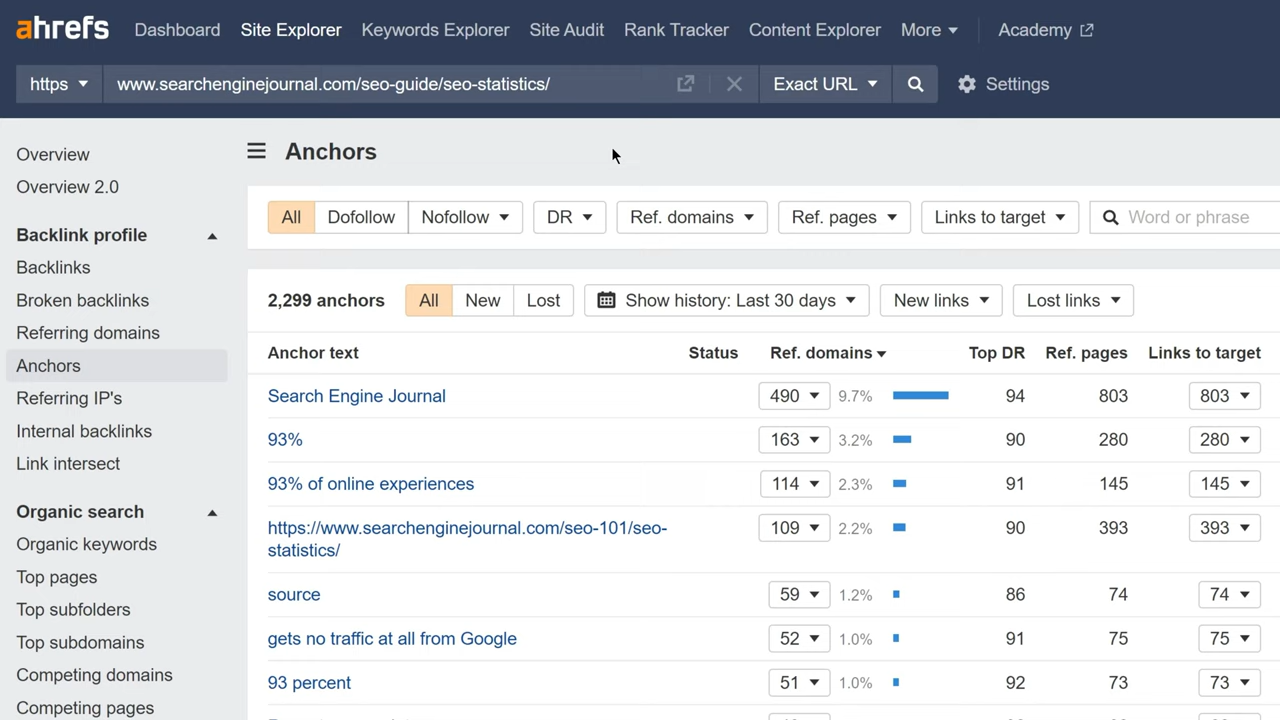 ahrefs Dashboard Site Explorer Keywords Explorer Site Audit Rank Tracker Content Explorer More Academy
https www.searchenginejournal.com/seo-guide/seo-statistics/ Exact URL Settings
Overview
Overview 2.0
Backlink profile
Backlinks
Broken backlinks
Referring domains
Anchors
Referring IP's
Internal backlinks
Link intersect
Organic search
Organic keywords
Top pages
Top subfolders
Top subdomains
Competing domains
Competing pages
Anchors
All Dofollow Nofollow DR Ref. domains Ref. pages Links to target Word or phrase
2,299 anchors All New Lost Show history: Last 30 days New links Lost links
Anchor text Status Ref. domains Top DR Ref. pages Links to target
Search Engine Journal 490 9.7% 94 803 803
93% 163 3.2% 90 280 280
93% of online experiences 114 2.3% 91 145 145
https://www.searchenginejournal.com/seo-101/seo- 109 2.2% 90 393 393
statistics/
source 59 1.2% 86 74 74
gets no traffic at all from Google 52 1.0% 91 75 75
93 percent 51 1.0% 92 73 73